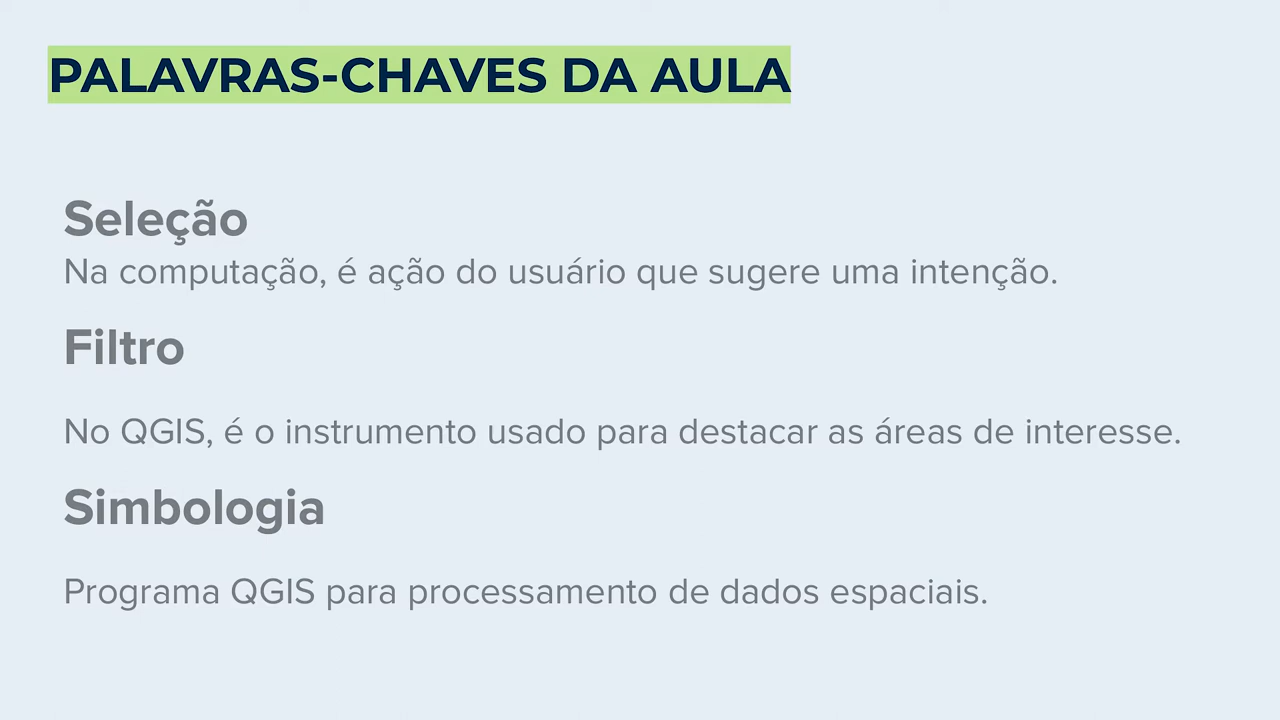 PALAVRAS-CHAVES DA AULA
Seleção
Na computação, é ação do usuário que sugere uma intenção.
Filtro
No QGIS, é o instrumento usado para destacar as áreas de interesse.
Simbologia
Programa QGIS para processamento de dados espaciais.